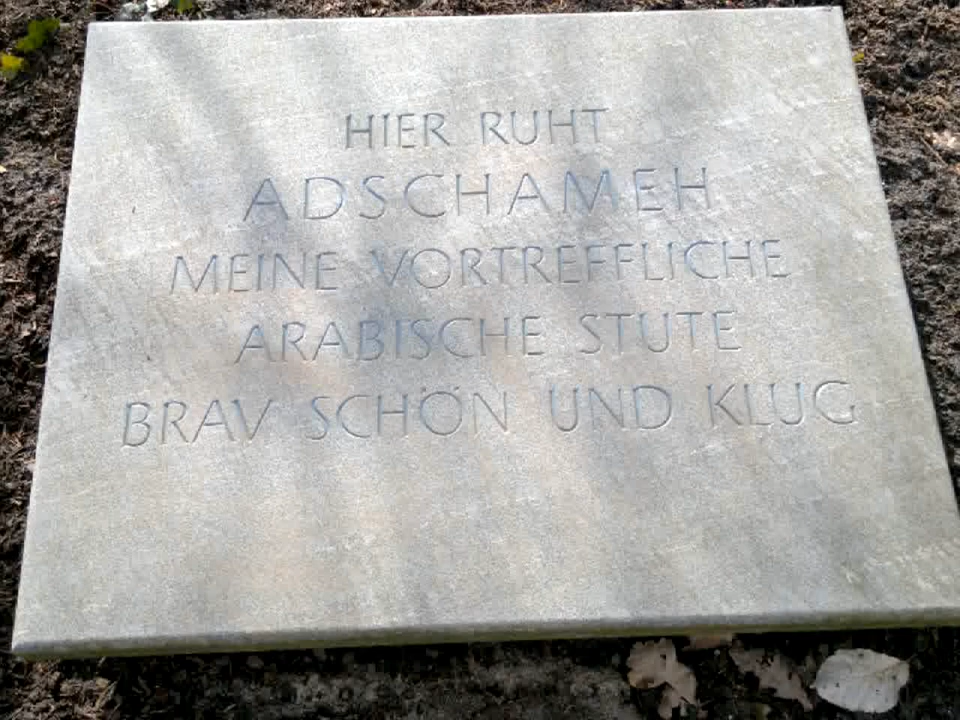 HIER RUHT
ADSCHAMEH
MEINE VORTREFFLICHE
ARABISCHE STUTE
BRAV SCHÖN UND KLUG